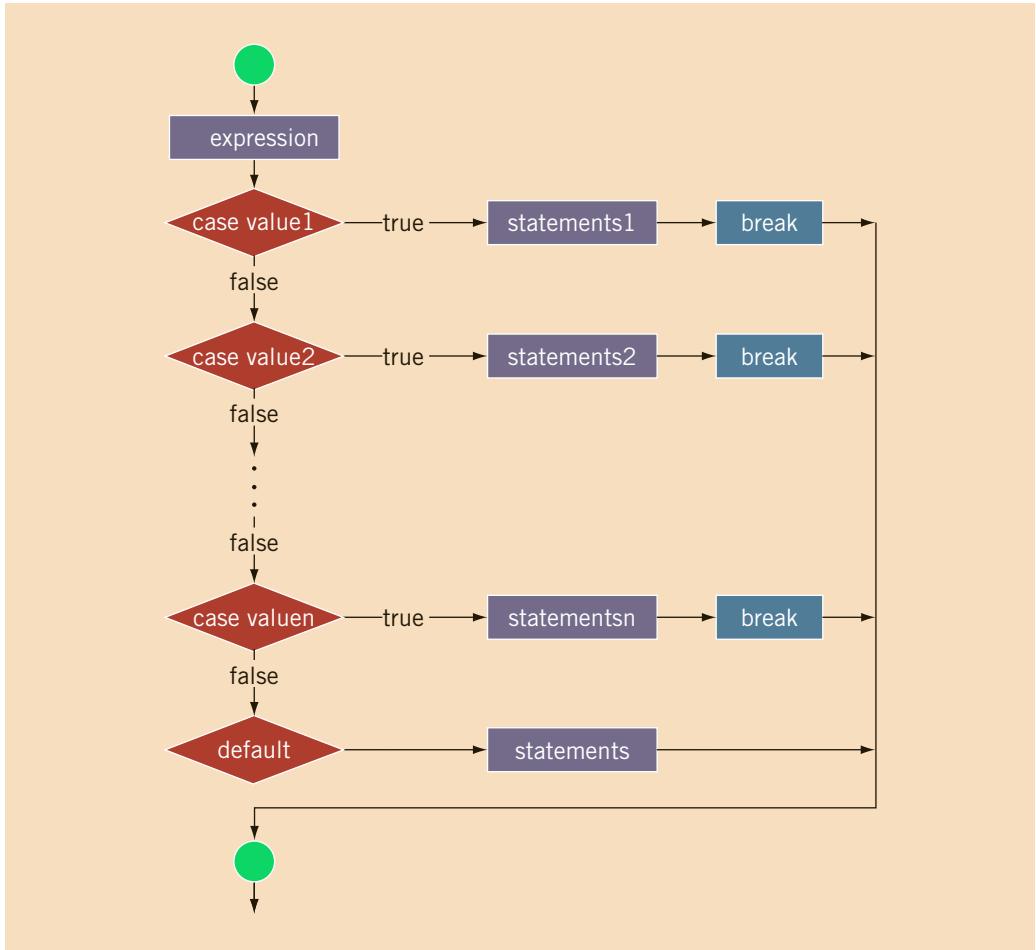 expression
case value1
true
statements1
break
false
case value2
true
statements2
break
false
false
case valuen
true
statementsn
break
false
default
statements